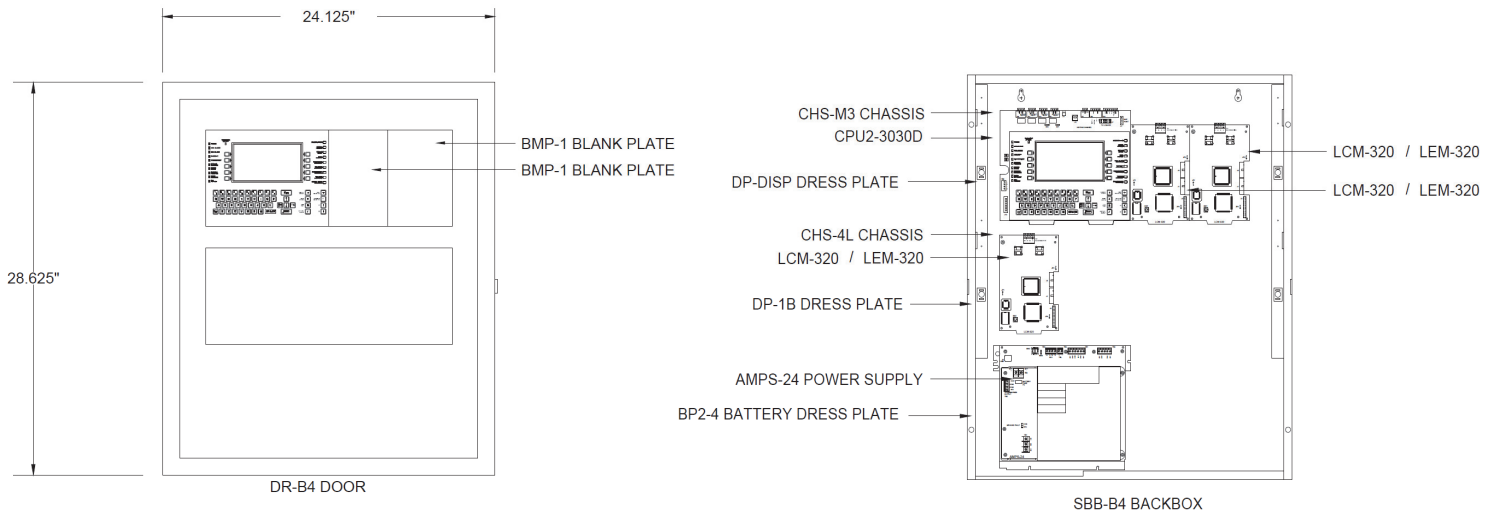 24.125"
28.625"
BMP-1 BLANK PLATE
BMP-1 BLANK PLATE
DR-B4 DOOR
CHS-M3 CHASSIS
CPU2-3030D
DP-DISP DRESS PLATE
CHS-4L CHASSIS
LCM-320 / LEM-320
DP-1B DRESS PLATE
AMPS-24 POWER SUPPLY
BP2-4 BATTERY DRESS PLATE
LCM-320 / LEM-320
LCM-320 / LEM-320
AMPS-24
SBB-B4 BACKBOX